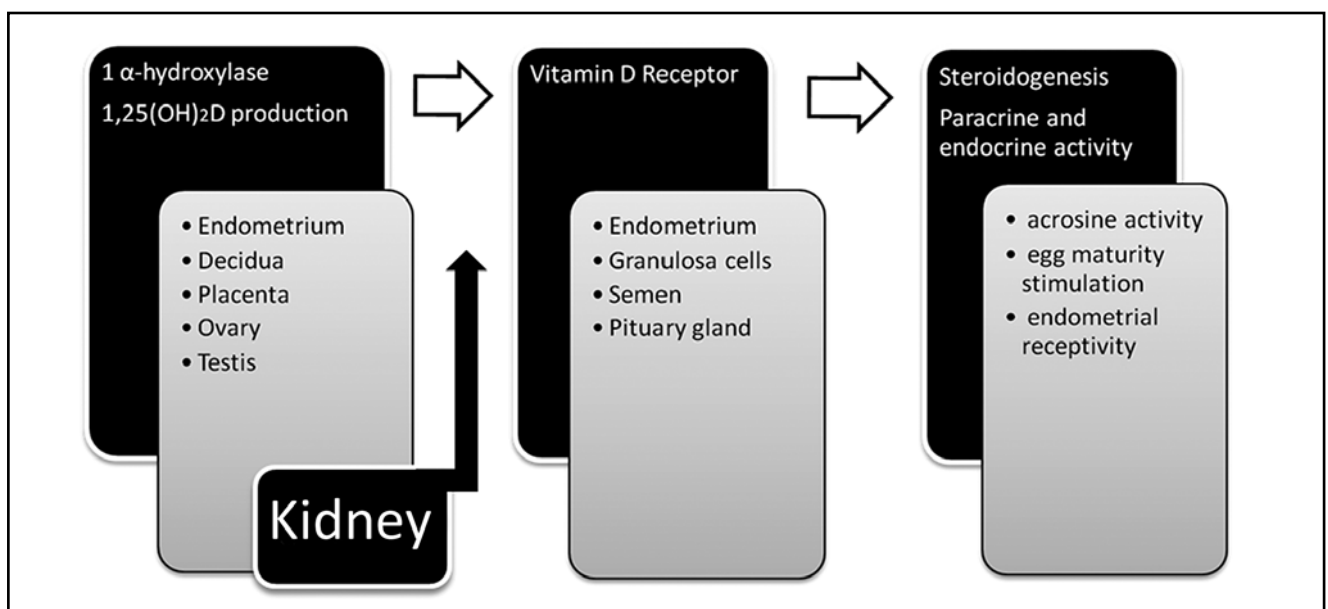 1 α-hydroxylase
1,25(OH)₂D production
• Endometrium
• Decidua
• Placenta
• Ovary
• Testis
Kidney
Vitamin D Receptor
• Endometrium
• Granulosa cells
• Semen
• Pituary gland
Steroidogenesis
Paracrine and
endocrine activity
• acrosine activity
• egg maturity
stimulation
• endometrial
receptivity